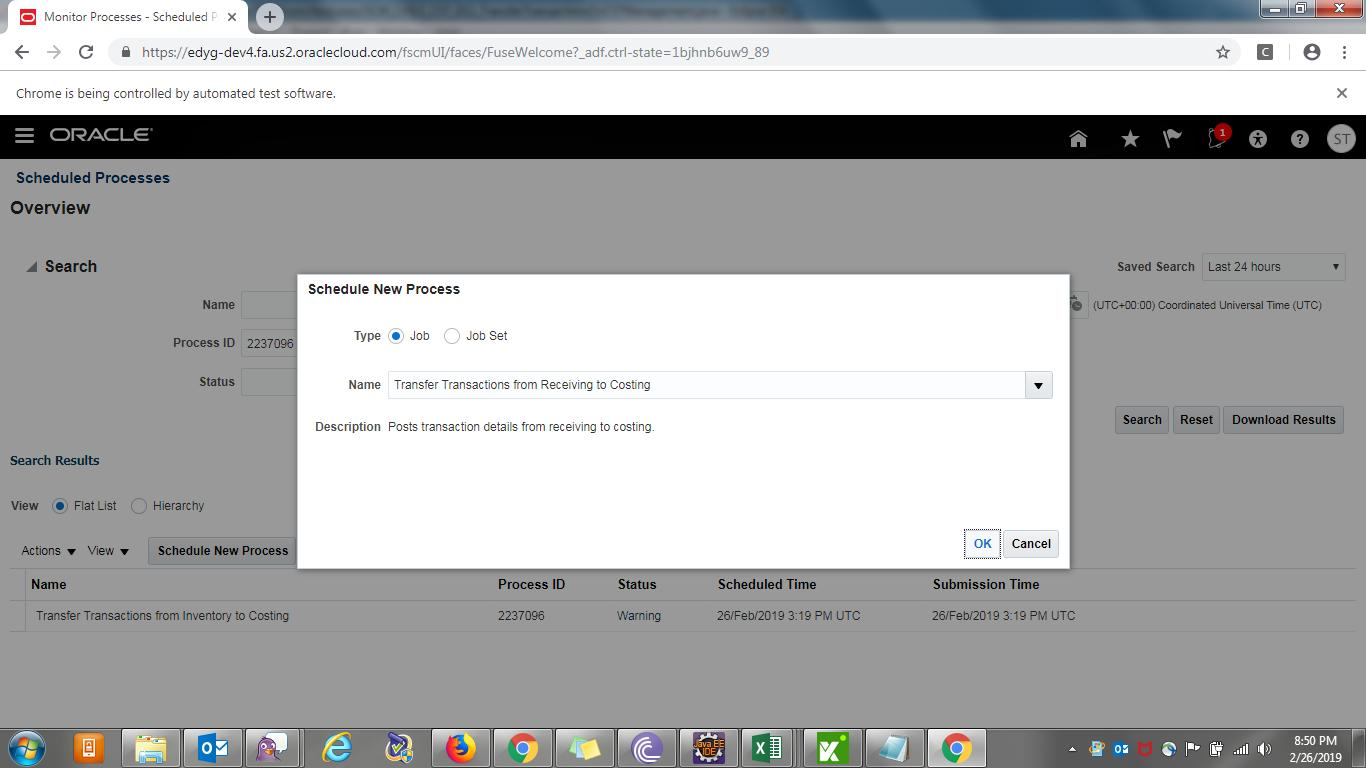 Monitor Processes - Scheduled P
https://edyg-dev4.fa.us2.oraclecloud.com/fscmUI/faces/FuseWelcome?_adf.ctrl-state=1bjhnb6uw9_89
C
Chrome is being controlled by automated test software.
ORACLE
1
?
ST
Scheduled Processes
Overview
Search
Saved Search Last 24 hours
Name
(UTC+00:00) Coordinated Universal Time (UTC)
Process ID 2237096
Status
Search Reset Download Results
Schedule New Process
Type Job Job Set
Name Transfer Transactions from Receiving to Costing
Description Posts transaction details from receiving to costing.
OK Cancel
Search Results
View Flat List Hierarchy
Actions View Schedule New Process
Name Process ID Status Scheduled Time Submission Time
Transfer Transactions from Inventory to Costing 2237096 Warning 26/Feb/2019 3:19 PM UTC 26/Feb/2019 3:19 PM UTC
Java EE
IDE
8:50 PM
2/26/2019